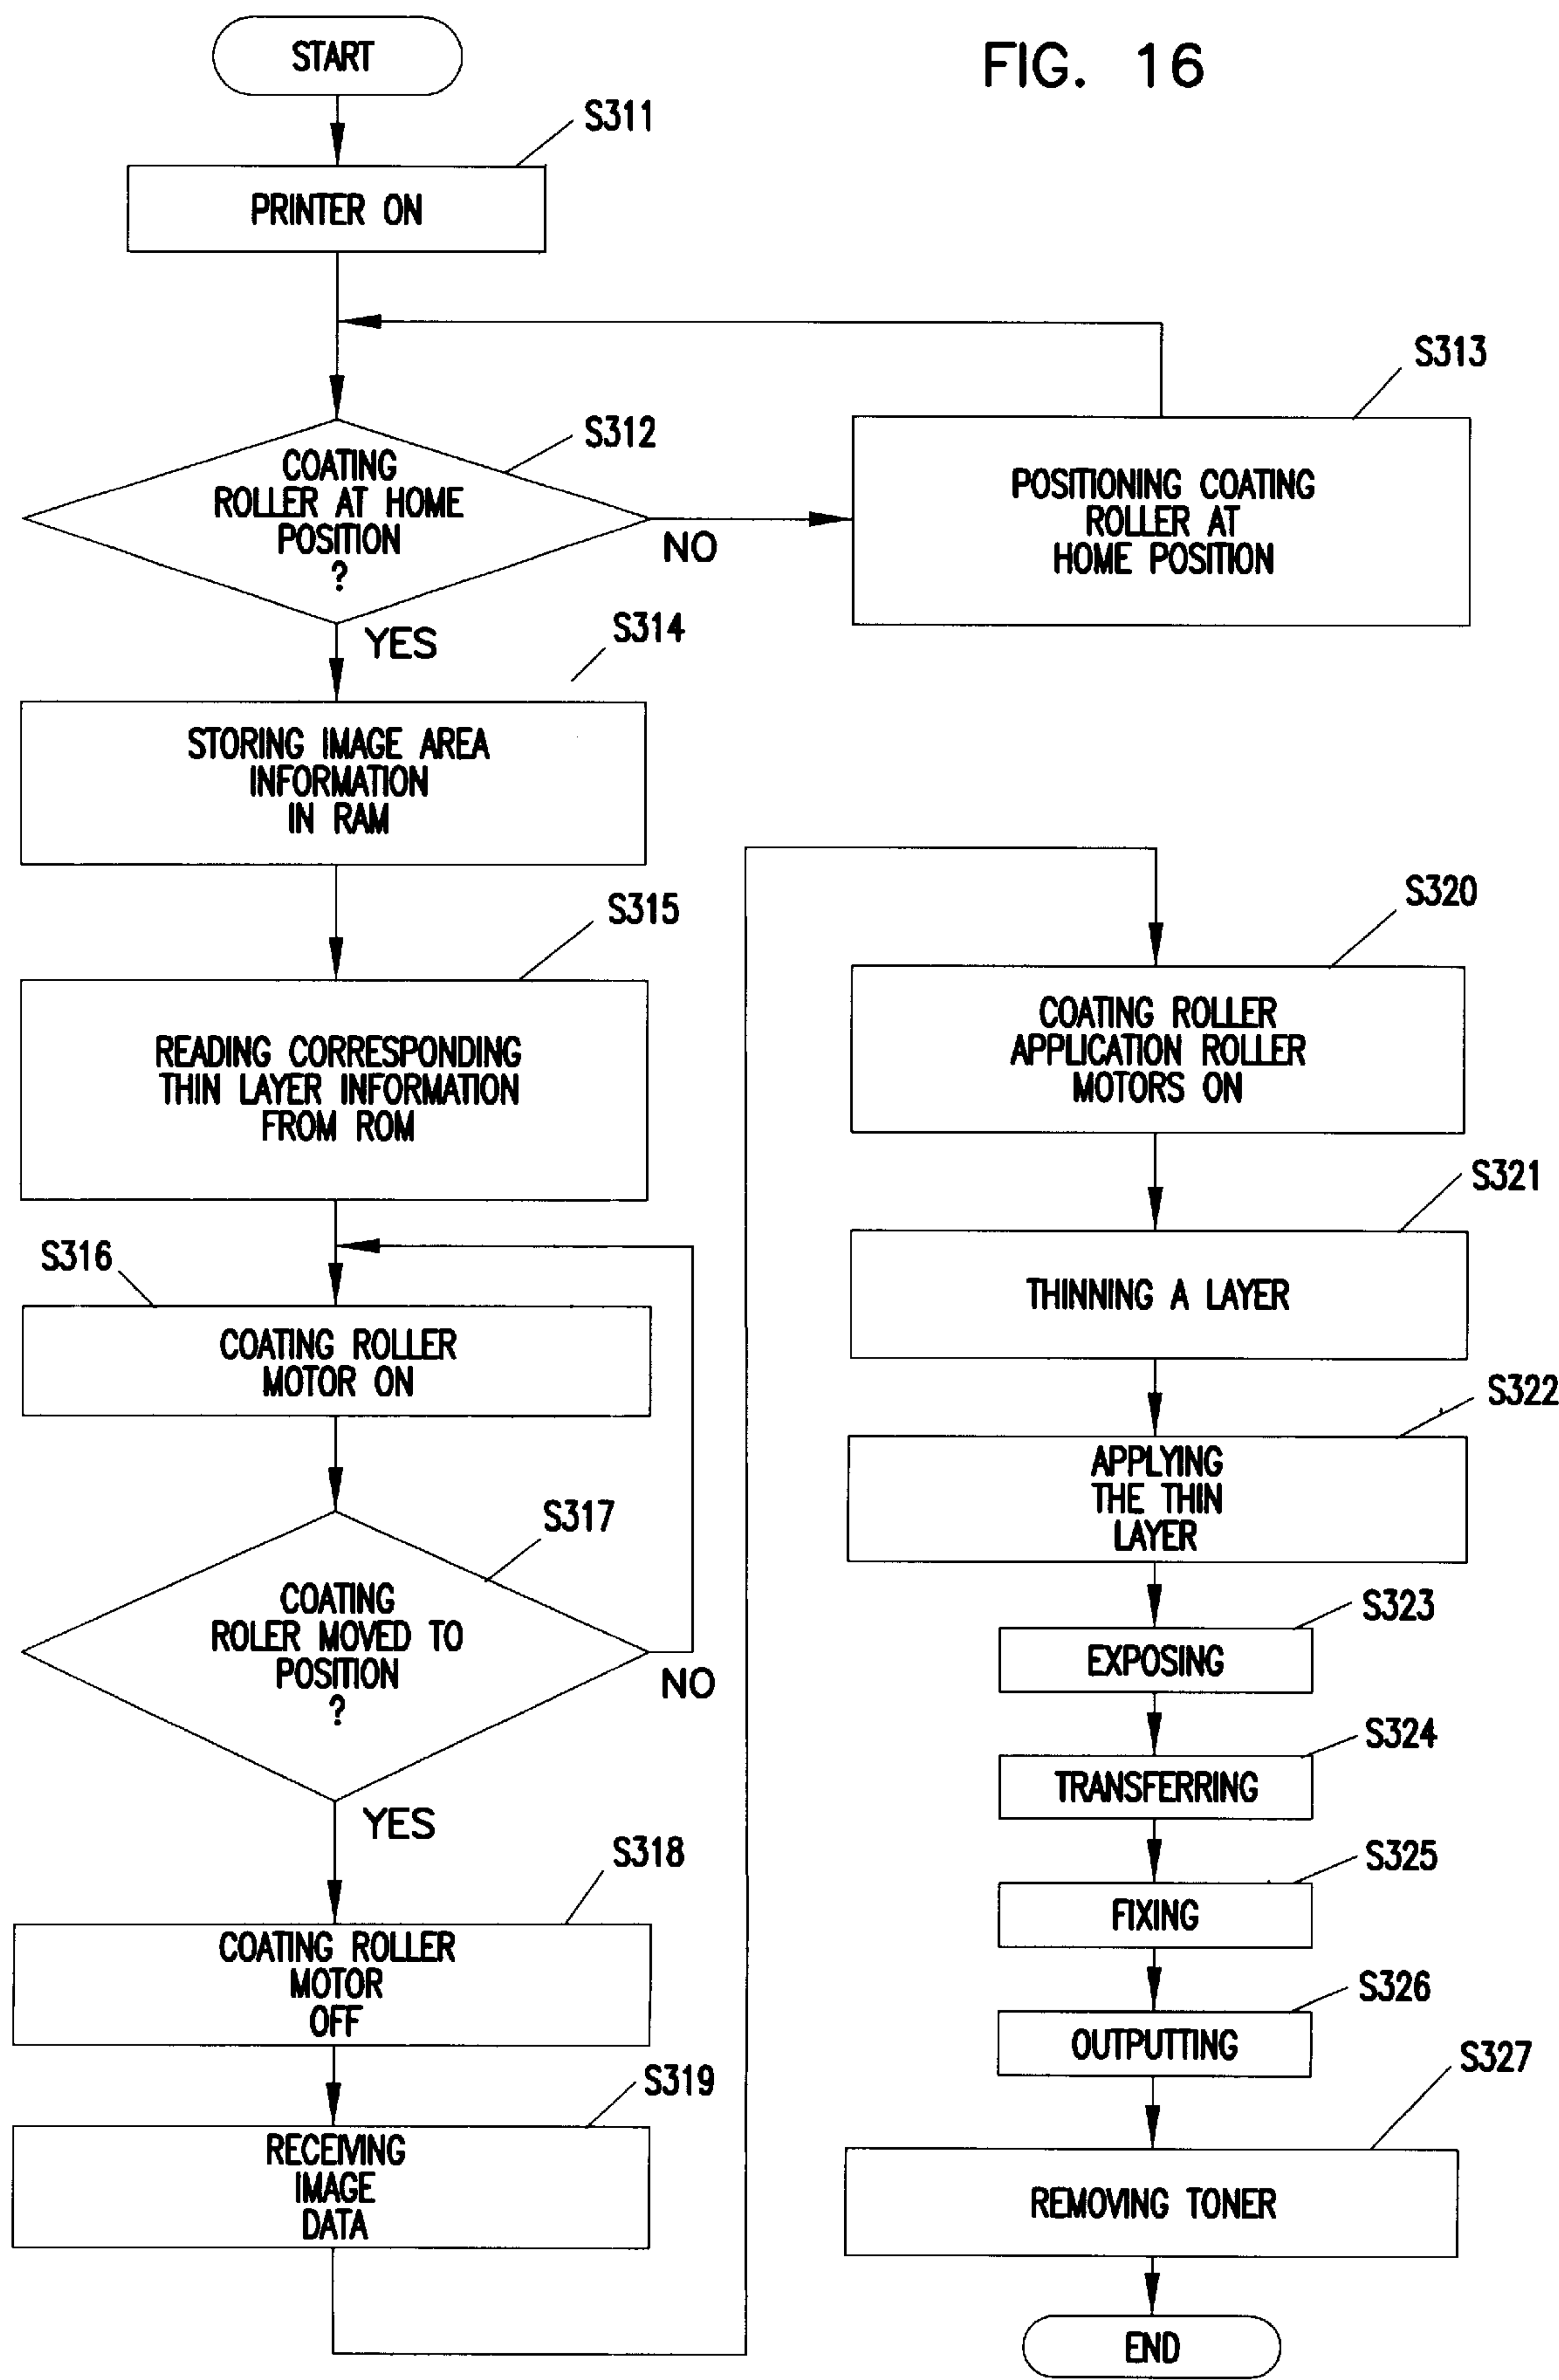 FIG. 16
START
S311
PRINTER ON
S312
COATING
ROLLER AT HOME
POSITION
?
NO
YES
S313
POSITIONING COATING
ROLLER AT
HOME POSITION
S314
STORING IMAGE AREA
INFORMATION
IN RAM
S315
READING CORRESPONDING
THIN LAYER INFORMATION
FROM ROM
S316
COATING ROLLER
MOTOR ON
S317
COATING
ROLER MOVED TO
POSITION
?
NO
YES
S318
COATING ROLLER
MOTOR
OFF
S319
RECEIVING
IMAGE
DATA
S320
COATING ROLLER
APPLICATION ROLLER
MOTORS ON
S321
THINNING A LAYER
S322
APPLYING
THE THIN
LAYER
S323
EXPOSING
S324
TRANSFERRING
S325
FIXING
S326
OUTPUTTING
S327
REMOVING TONER
END